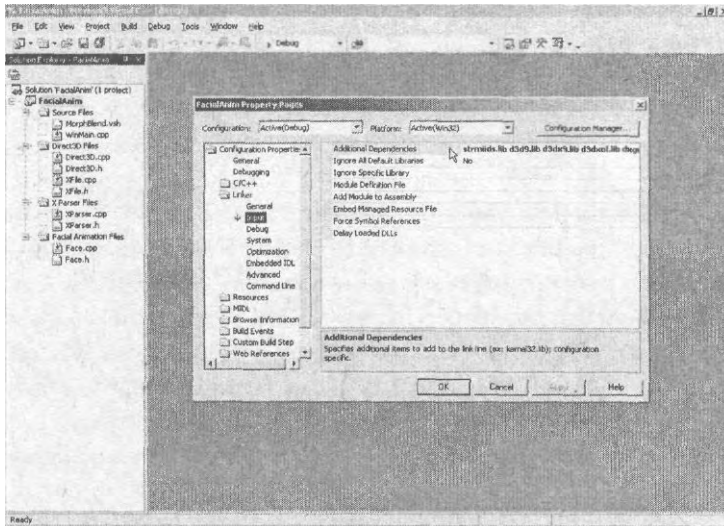 File Edit View Project Build Debug Tools Window Help
Debug
Solution Explorer - FacialAnim
Solution 'FacialAnim' (1 project)
FacialAnim
Source Files
MorphBlend.vsh
WinMain.cpp
Direct3D Files
Direct3D.cpp
Direct3D.h
XFile.cpp
XFile.h
X Parser Files
XParser.cpp
XParser.h
Facial Animation Files
Face.cpp
Face.h
FacialAnim Property Pages
Configuration: Active(Debug) Platform: Active(Win32) Configuration Manager...
Configuration Propertie
General
Debugging
C/C++
Linker
General
Input
Debug
System
Optimization
Embedded IDL
Advanced
Command Line
Resources
MIDL
Browse Information
Build Events
Custom Build Step
Web References
Additional Dependencies strmiids.lib d3d9.lib d3dx9.lib d3dxof.lib
Ignore All Default Libraries No
Ignore Specific Library
Module Definition File
Add Module to Assembly
Embed Managed Resource File
Force Symbol References
Delay Loaded DLLs
Additional Dependencies
Specifies additional items to add to the link line (ex: kernel32.lib); configuration
specific.
OK Cancel Apply Help
Ready